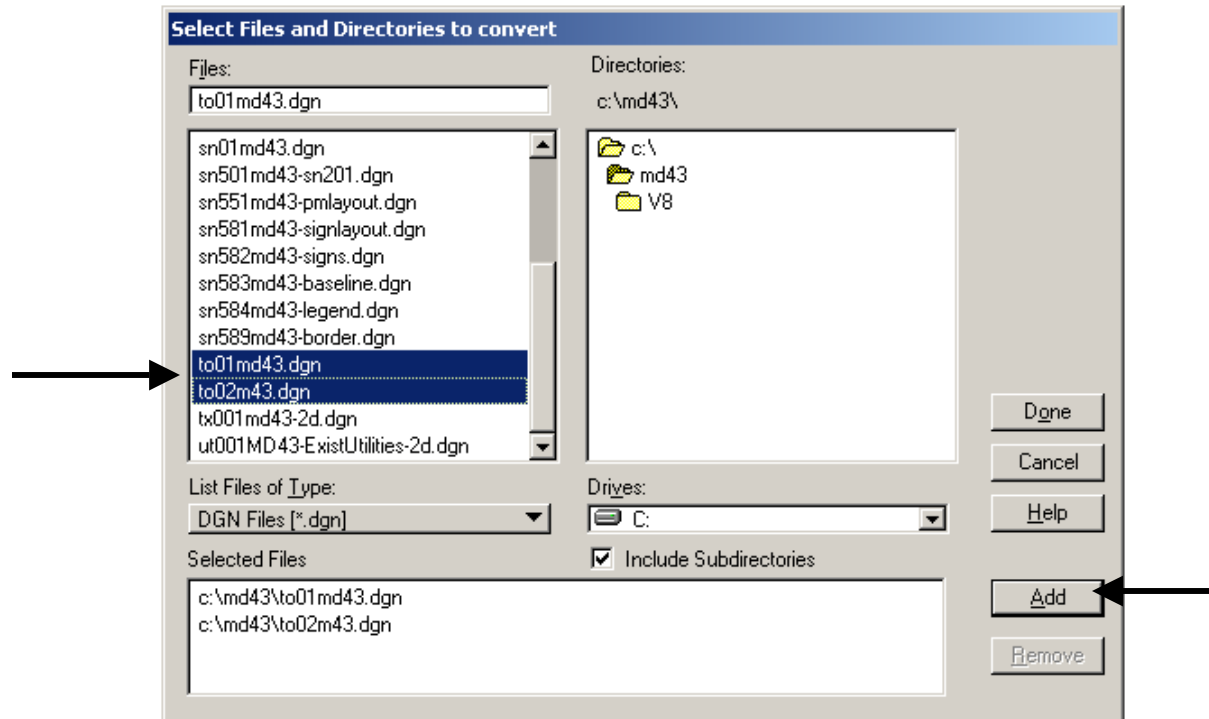 Select Files and Directories to convert
Files:
to01md43.dgn
sn01md43.dgn
sn501md43-sn201.dgn
sn551md43-pmlayout.dgn
sn581md43-signlayout.dgn
sn582md43-signs.dgn
sn583md43-baseline.dgn
sn584md43-legend.dgn
sn589md43-border.dgn
to01md43.dgn
to02m43.dgn
tx001md43-2d.dgn
ut001MD43-ExistUtilities-2d.dgn
List Files of Type:
DGN Files [*.dgn]
Directories:
c:\md43\
c:\
md43
V8
Drives:
C:
Include Subdirectories
Selected Files
c:\md43\to01md43.dgn
c:\md43\to02m43.dgn
Done
Cancel
Help
Add
Remove